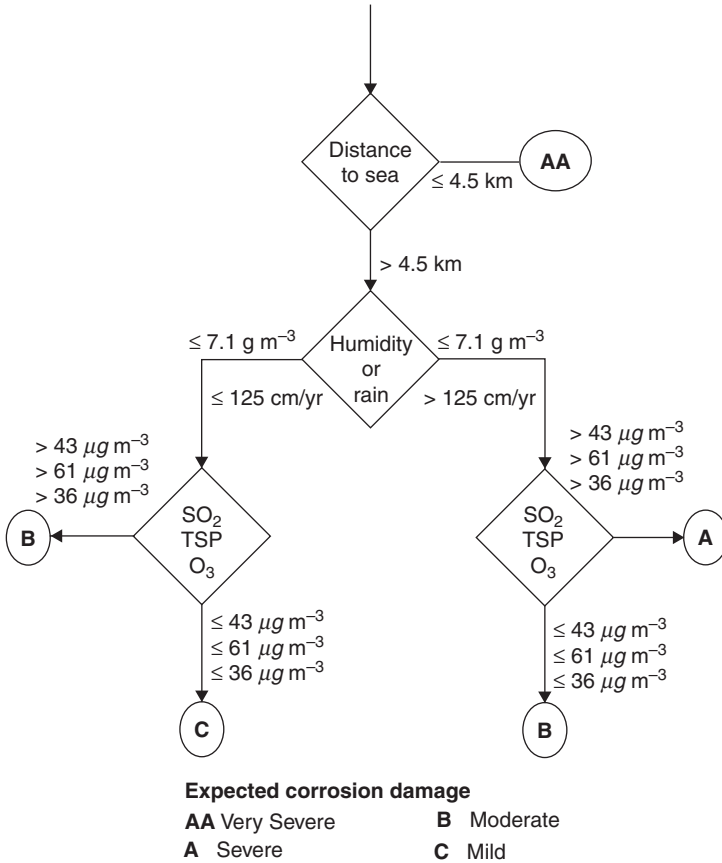 Distance
to sea
AA
≤ 4.5 km
> 4.5 km
≤ 7.1 g m⁻³
Humidity
or
rain
≤ 7.1 g m⁻³
≤ 125 cm/yr
> 125 cm/yr
> 43 µg m⁻³
> 61 µg m⁻³
> 36 µg m⁻³
> 43 µg m⁻³
> 61 µg m⁻³
> 36 µg m⁻³
B
SO₂
TSP
O₃
SO₂
TSP
O₃
A
≤ 43 µg m⁻³
≤ 61 µg m⁻³
≤ 36 µg m⁻³
≤ 43 µg m⁻³
≤ 61 µg m⁻³
≤ 36 µg m⁻³
C
B
Expected corrosion damage
AA Very Severe
B Moderate
A Severe
C Mild